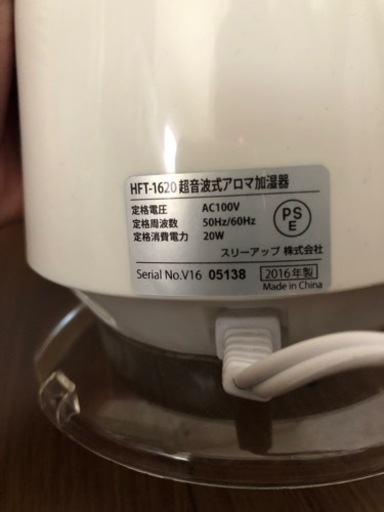 HFT-1620 超音波式アロマ加湿器
定格電圧 AC100V
定格周波数 50Hz/60Hz
定格消費電力 20W
PS
E
スリーアップ 株式会社
Serial No.V16 05138 2016年製
Made in China